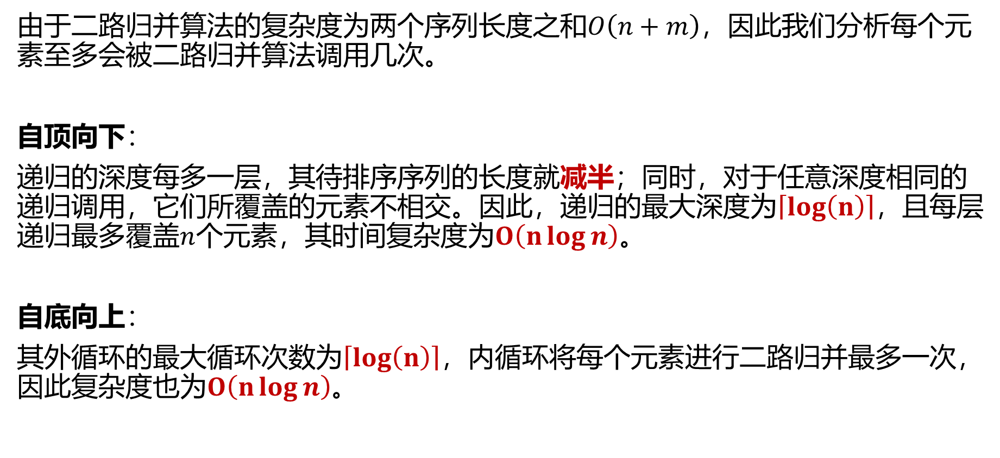 由于二路归并算法的复杂度为两个序列长度之和O(n + m)，因此我们分析每个元
素至多会被二路归并算法调用几次。
自顶向下：
递归的深度每多一层，其待排序序列的长度就减半；同时，对于任意深度相同的
递归调用，它们所覆盖的元素不相交。因此，递归的最大深度为⌈log(n)⌉，且每层
递归最多覆盖n个元素，其时间复杂度为O(n log n)。
自底向上：
其外循环的最大循环次数为⌈log(n)⌉，内循环将每个元素进行二路归并最多一次，
因此复杂度也为O(n log n)。